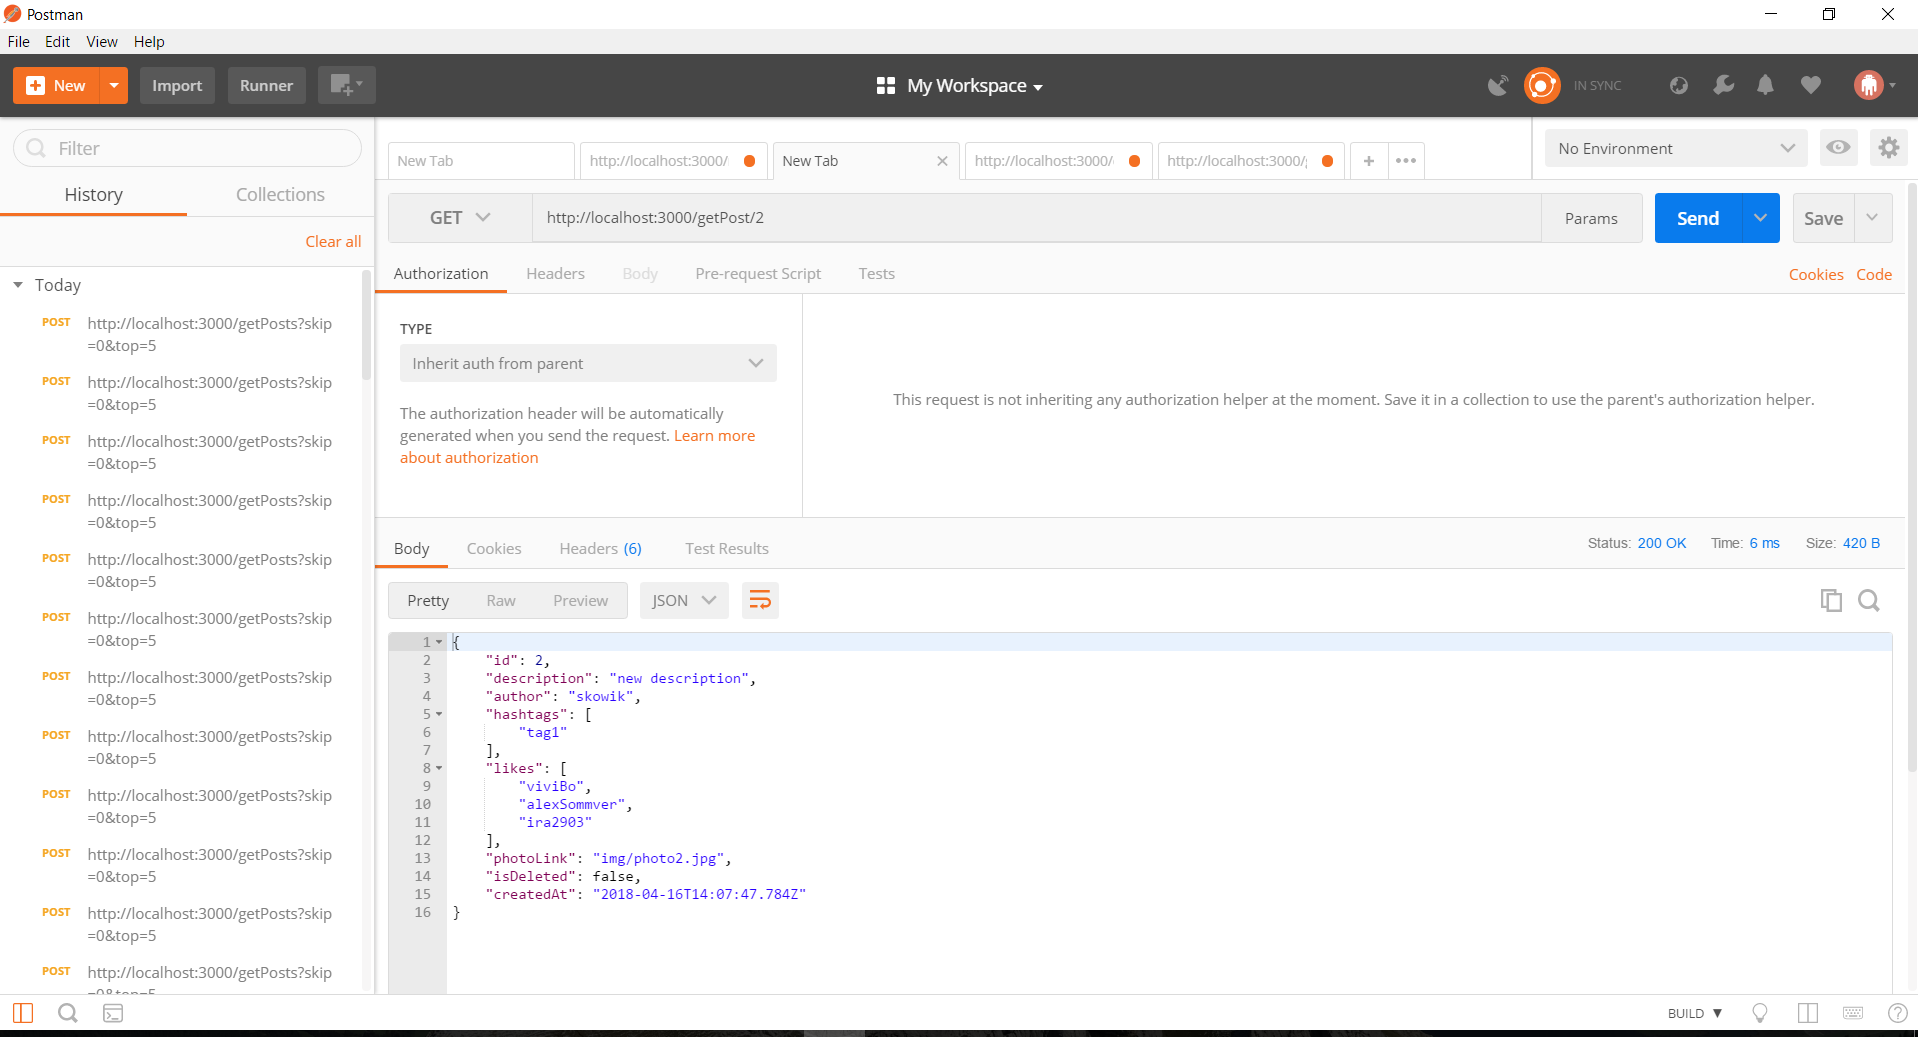 Postman
File Edit View Help
New Import Runner My Workspace IN SYNC
Filter
History Collections
Clear all
Today
POST http://localhost:3000/getPosts?skip
=0&top=5
POST http://localhost:3000/getPosts?skip
=0&top=5
POST http://localhost:3000/getPosts?skip
=0&top=5
POST http://localhost:3000/getPosts?skip
=0&top=5
POST http://localhost:3000/getPosts?skip
=0&top=5
POST http://localhost:3000/getPosts?skip
=0&top=5
POST http://localhost:3000/getPosts?skip
=0&top=5
POST http://localhost:3000/getPosts?skip
=0&top=5
POST http://localhost:3000/getPosts?skip
=0&top=5
POST http://localhost:3000/getPosts?skip
=0&top=5
POST http://localhost:3000/getPosts?skip
=0&top=5
POST http://localhost:3000/getPosts?skip
=0&top=5
New Tab http://localhost:3000/ New Tab http://localhost:3000/ http://localhost:3000/
No Environment
GET http://localhost:3000/getPost/2 Params Send Save
Authorization Headers Body Pre-request Script Tests Cookies Code
TYPE
Inherit auth from parent
The authorization header will be automatically
generated when you send the request. Learn more
about authorization
This request is not inheriting any authorization helper at the moment. Save it in a collection to use the parent's authorization helper.
Body Cookies Headers (6) Test Results Status: 200 OK Time: 6 ms Size: 420 B
Pretty Raw Preview JSON
1 {
2 "id": 2,
3 "description": "new description",
4 "author": "skowik",
5 "hashtags": [
6 "tag1"
7 ],
8 "likes": [
9 "viviBo",
10 "alexSommver",
11 "ira2903"
12 ],
13 "photoLink": "img/photo2.jpg",
14 "isDeleted": false,
15 "createdAt": "2018-04-16T14:07:47.784Z"
16 }
BUILD